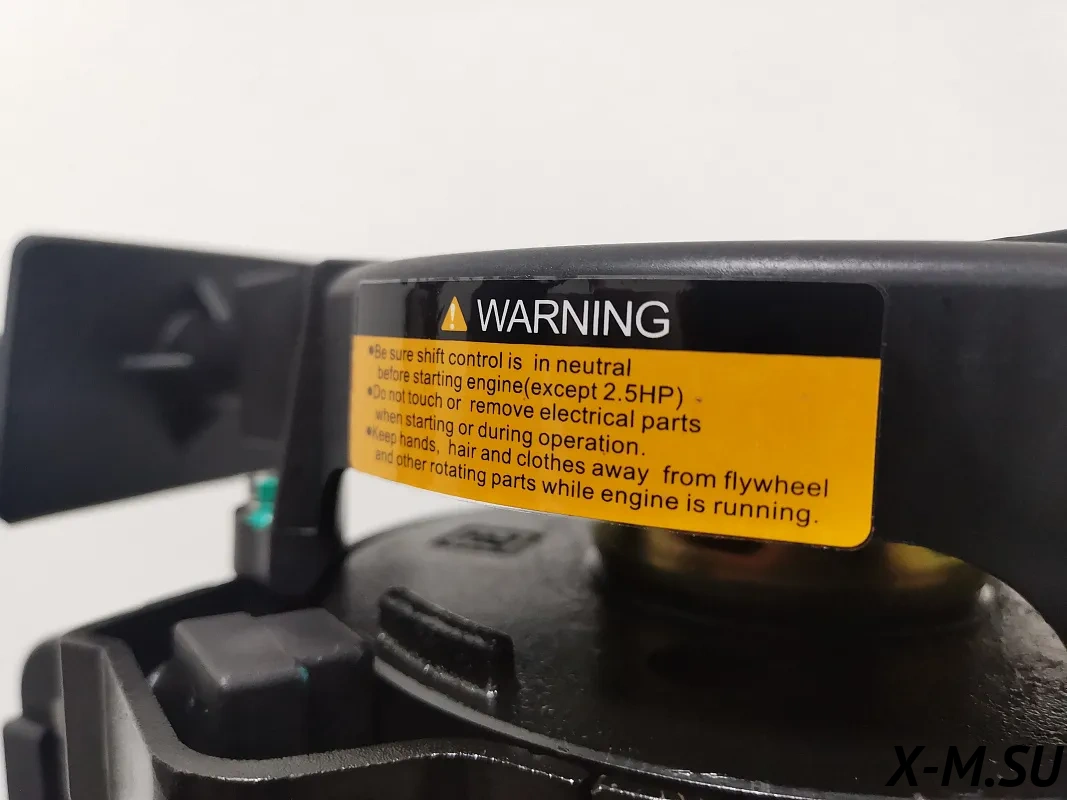 WARNING
•Be sure shift control is in neutral
before starting engine(except 2.5HP)
•Do not touch or remove electrical parts
when starting or during operation.
•Keep hands, hair and clothes away from flywheel
and other rotating parts while engine is running.
X-M.SU